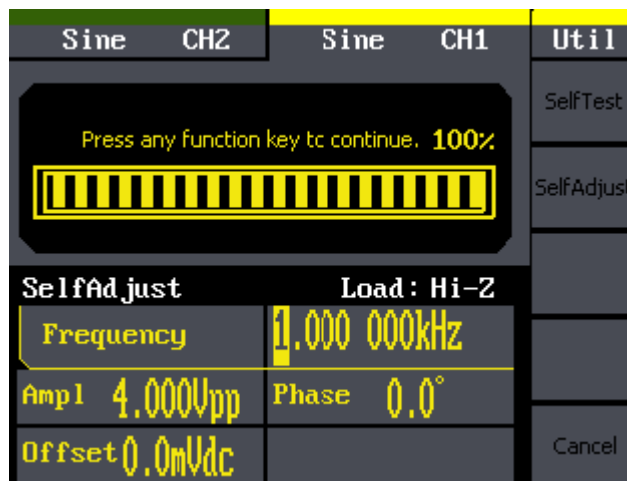 Sine CH2 Sine CH1 Util
SelfTest
Press any function key tc continue. 100%
SelfAdjust
SelfAdjust Load: Hi-Z
Frequency 1.000 000kHz
Ampl 4.000Vpp Phase 0.0°
Offset 0.0mVdc
Cancel